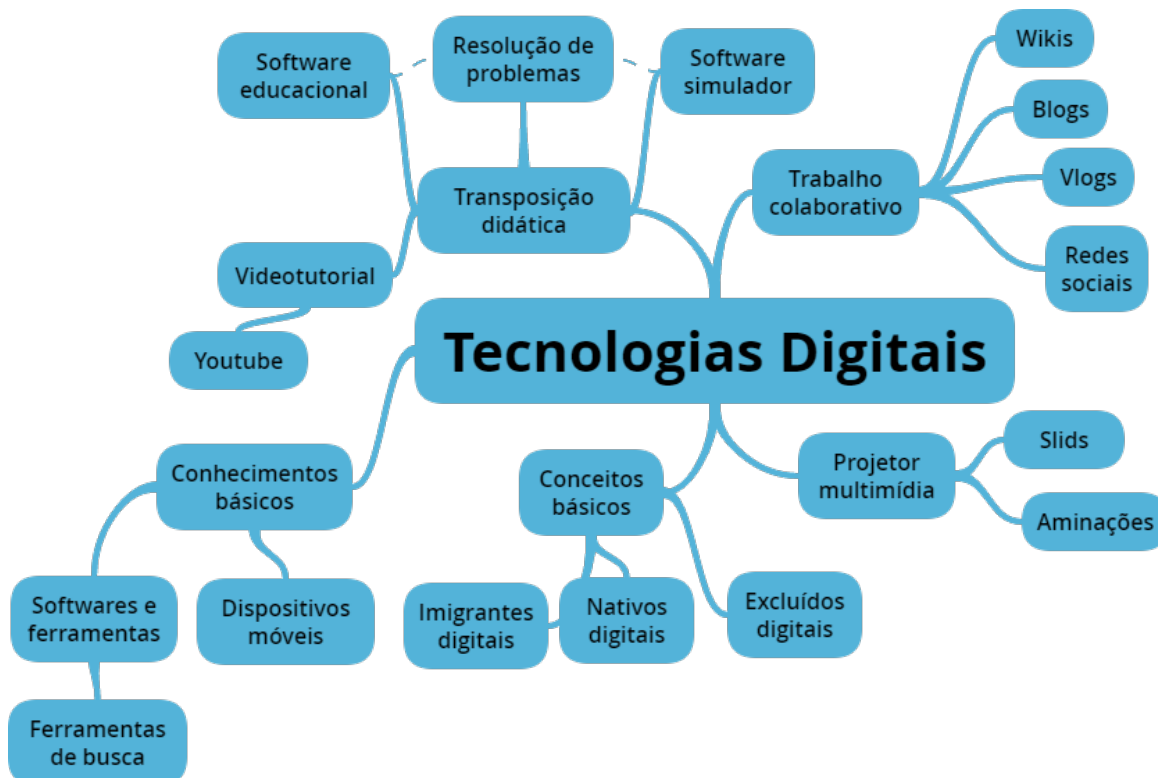 Resolução de
problemas
Software
educacional
Software
simulador
Wikis
Blogs
Vlogs
Redes
sociais
Trabalho
colaborativo
Transposição
didática
Videotutorial
Youtube
Tecnologias Digitais
Conhecimentos
básicos
Softwares e
ferramentas
Dispositivos
móveis
Ferramentas
de busca
Conceitos
básicos
Imigrantes
digitais
Nativos
digitais
Excluídos
digitais
Projetor
multimídia
Slids
Aminações